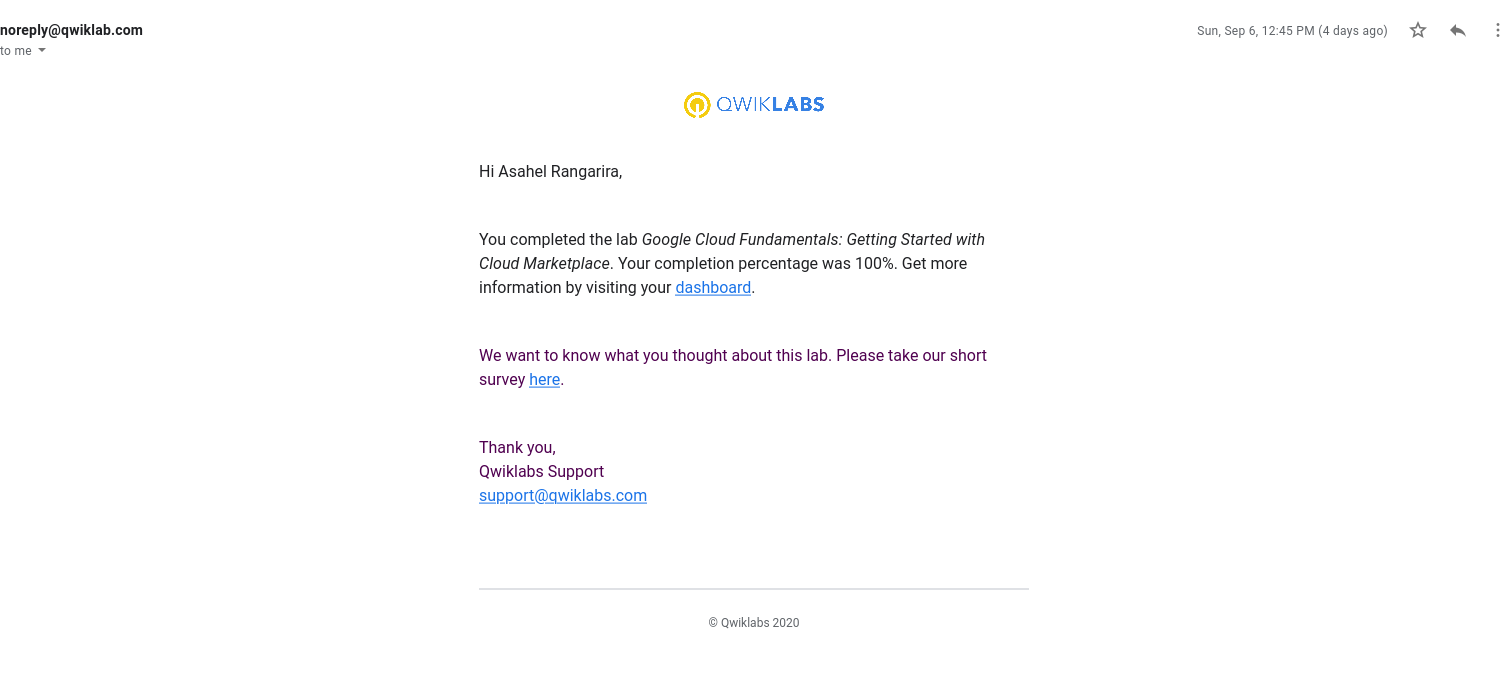 noreply@qwiklab.com
Sun, Sep 6, 12:45 PM (4 days ago)
to me
QWIKLABS
Hi Asahel Rangarira,
You completed the lab Google Cloud Fundamentals: Getting Started with
Cloud Marketplace. Your completion percentage was 100%. Get more
information by visiting your dashboard.
We want to know what you thought about this lab. Please take our short
survey here.
Thank you,
Qwiklabs Support
support@qwiklabs.com
© Qwiklabs 2020